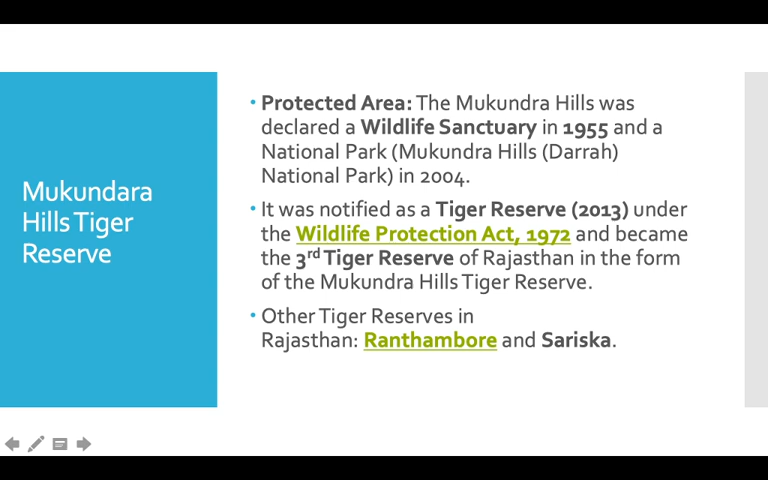 Mukundara
Hills Tiger
Reserve
• Protected Area: The Mukundra Hills was
declared a Wildlife Sanctuary in 1955 and a
National Park (Mukundra Hills (Darrah)
National Park) in 2004.
• It was notified as a Tiger Reserve (2013) under
the Wildlife Protection Act, 1972 and became
the 3rd Tiger Reserve of Rajasthan in the form
of the Mukundra Hills Tiger Reserve.
• Other Tiger Reserves in
Rajasthan: Ranthambore and Sariska.